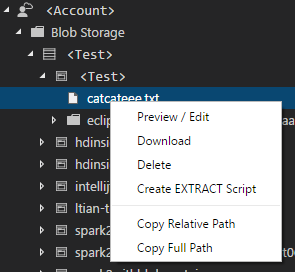 <Account>
Blob Storage
<Test>
<Test>
catcateee.txt
Preview / Edit
Download
Delete
Create EXTRACT Script
Copy Relative Path
Copy Full Path
eclip
hdinsi
hdinsi
intellij
ltian-t
spark2
spark2